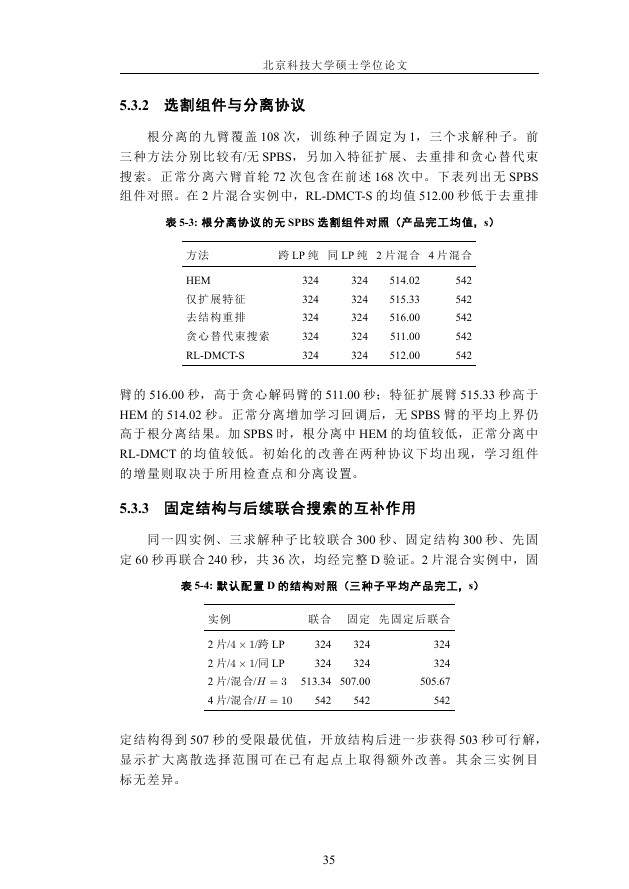 北京科技大学硕士学位论文
5.3.2 选割组件与分离协议
根分离的九臂覆盖 108 次，训练种子固定为 1，三个求解种子。前
三种方法分别比较有/无 SPBS，另加入特征扩展、去重排和贪心替代束
搜索。正常分离六臂首轮 72 次包含在前述 168 次中。下表列出无 SPBS
组件对照。在 2 片混合实例中，RL-DMCT-S 的均值 512.00 秒低于去重排
表 5-3: 根分离协议的无 SPBS 选割组件对照（产品完工均值，s）
方法 跨 LP 纯 同 LP 纯 2 片混合 4 片混合
HEM 324 324 514.02 542
仅扩展特征 324 324 515.33 542
去结构重排 324 324 516.00 542
贪心替代束搜索 324 324 511.00 542
RL-DMCT-S 324 324 512.00 542
臂的 516.00 秒，高于贪心解码臂的 511.00 秒；特征扩展臂 515.33 秒高于
HEM 的 514.02 秒。正常分离增加学习回调后，无 SPBS 臂的平均上界仍
高于根分离结果。加 SPBS 时，根分离中 HEM 的均值较低，正常分离中
RL-DMCT 的均值较低。初始化的改善在两种协议下均出现，学习组件
的增量则取决于所用检查点和分离设置。
5.3.3 固定结构与后续联合搜索的互补作用
同一四实例、三求解种子比较联合 300 秒、固定结构 300 秒、先固
定 60 秒再联合 240 秒，共 36 次，均经完整 D 验证。2 片混合实例中，固
表 5-4: 默认配置 D 的结构对照（三种子平均产品完工，s）
实例 联合 固定 先固定后联合
2 片/4 × 1/跨 LP 324 324 324
2 片/4 × 1/同 LP 324 324 324
2 片/混合/H = 3 513.34 507.00 505.67
4 片/混合/H = 10 542 542 542
定结构得到 507 秒的受限最优值，开放结构后进一步获得 503 秒可行解，
显示扩大离散选择范围可在已有起点上取得额外改善。其余三实例目
标无差异。
35